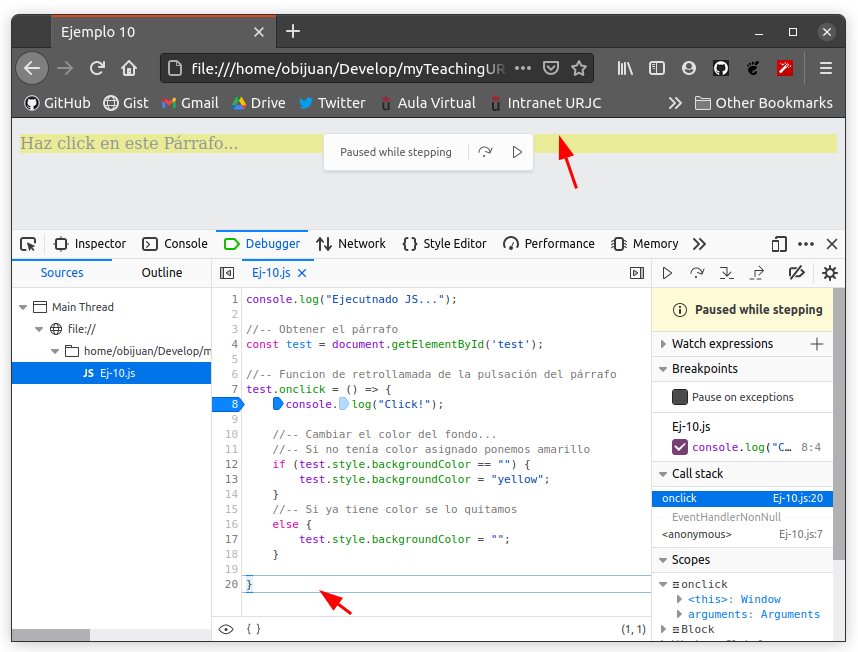 Ejemplo 10
file:///home/obijuan/Develop/myTeachingUR
GitHub Gist Gmail Drive Twitter Aula Virtual Intranet URJC Other Bookmarks
Haz click en este Párrafo...
Paused while stepping
Inspector Console Debugger Network Style Editor Performance Memory
Sources Outline Ej-10.js
Main Thread
file://
home/obijuan/Develop/m
JS Ej-10.js
1 console.log("Ejecutnado JS...");
2
3 //-- Obtener el párrafo
4 const test = document.getElementById('test');
5
6 //-- Funcion de retrollamada de la pulsación del párrafo
7 test.onclick = () => {
8 console.log("Click!");
9
10 //-- Cambiar el color del fondo...
11 //-- Si no tenía color asignado ponemos amarillo
12 if (test.style.backgroundColor == "") {
13 test.style.backgroundColor = "yellow";
14 }
15 //-- Si ya tiene color se lo quitamos
16 else {
17 test.style.backgroundColor = "";
18 }
19
20 }
{ } (1, 1)
Paused while stepping
Watch expressions
Breakpoints
Pause on exceptions
Ej-10.js
console.log("C… 8:4
Call stack
onclick Ej-10.js:20
EventHandlerNonNull
<anonymous> Ej-10.js:7
Scopes
onclick
<this>: Window
arguments: Arguments
Block